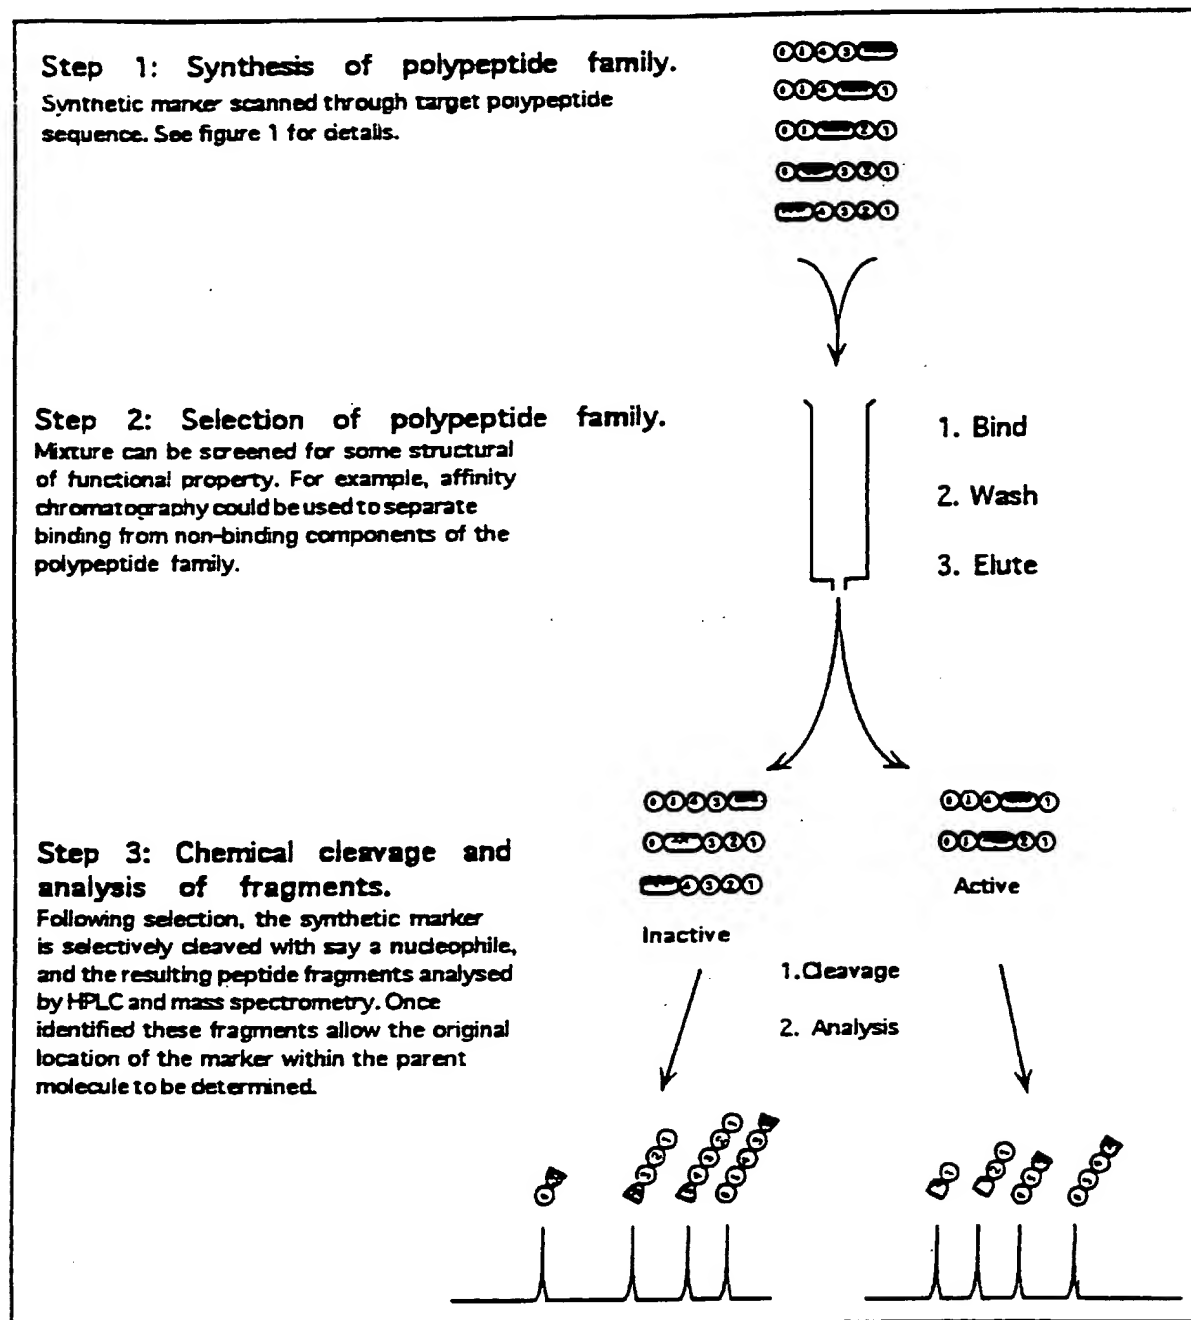 Step 1: Synthesis of polypeptide family.
Synthetic marker scanned through target polypeptide
sequence. See figure 1 for details.
Step 2: Selection of polypeptide family.
Mixture can be screened for some structural
of functional property. For example, affinity
chromatography could be used to separate
binding from non-binding components of the
polypeptide family.
1. Bind
2. Wash
3. Elute
Step 3: Chemical cleavage and
analysis of fragments.
Following selection, the synthetic marker
is selectively cleaved with say a nucleophile,
and the resulting peptide fragments analysed
by HPLC and mass spectrometry. Once
identified these fragments allow the original
location of the marker within the parent
molecule to be determined.
Inactive
Active
1.Cleavage
2. Analysis